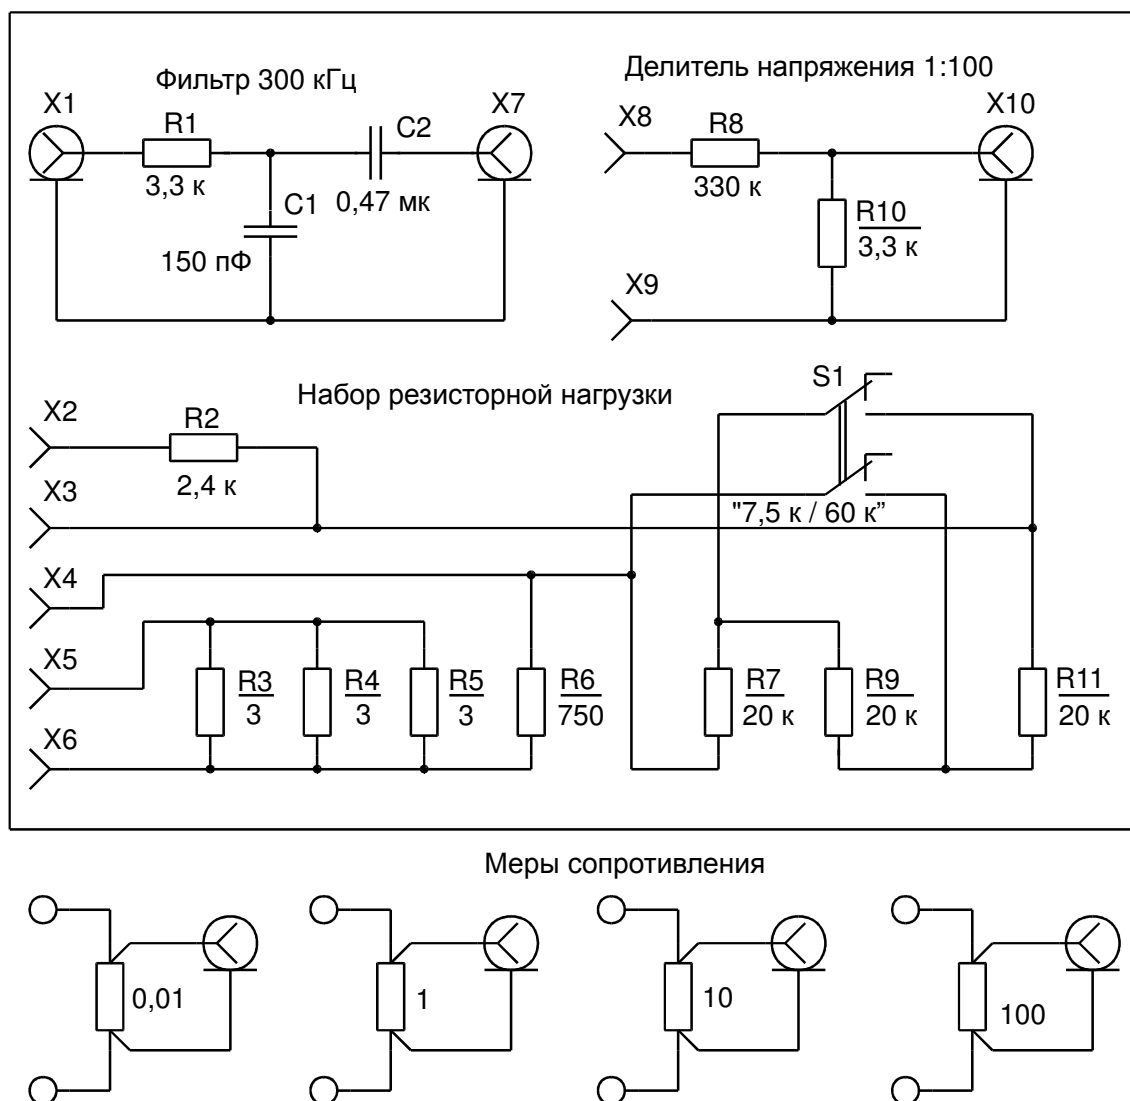 Фильтр 300 кГц
Делитель напряжения 1:100
X1
R1
3,3 к
C1
150 пФ
C2
0,47 мк
X7
X8
R8
330 к
X10
R10
3,3 к
X9
Набор резисторной нагрузки
S1
"7,5 к / 60 к”
X2
R2
2,4 к
X3
X4
X5
X6
R3
3
R4
3
R5
3
R6
750
R7
20 к
R9
20 к
R11
20 к
Меры сопротивления
0,01
1
10
100